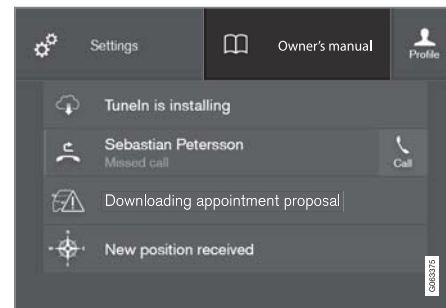 Settings
Owner's manual
Profile
TuneIn is installing
Sebastian Petersson
Missed call
Call
Downloading appointment proposal
New position received
G063375